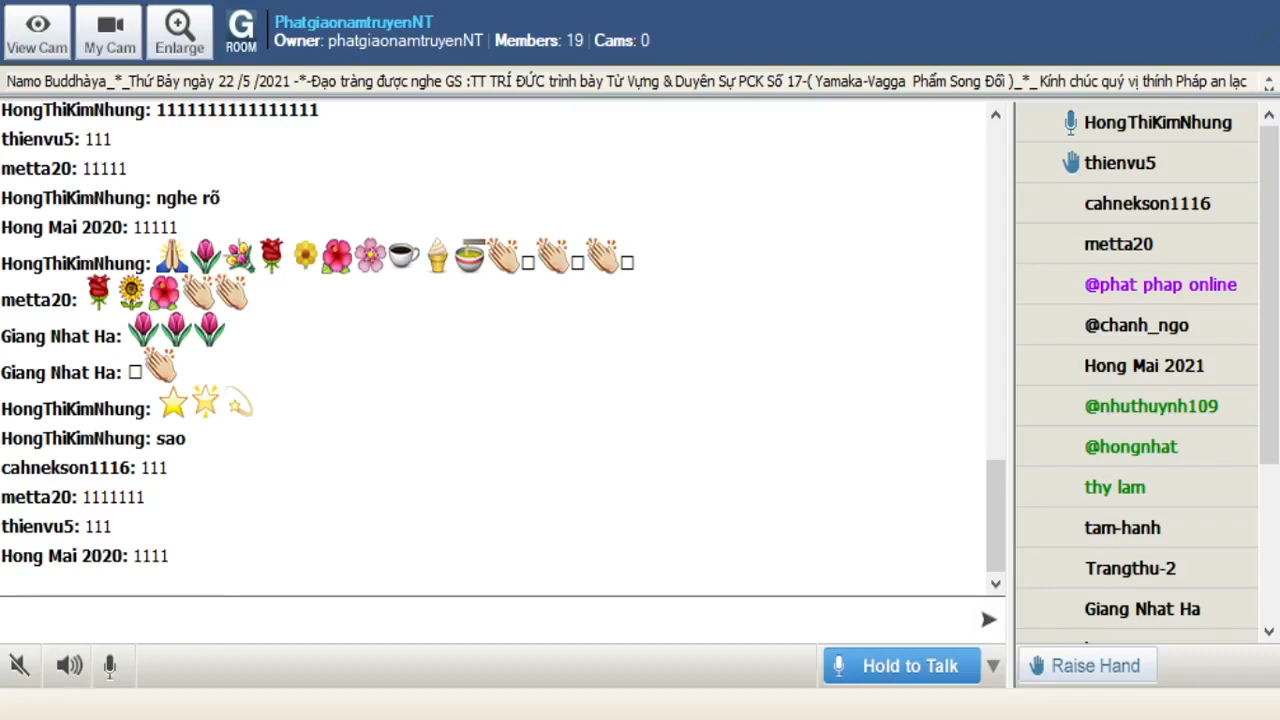 View Cam
My Cam
Enlarge
G
ROOM
PhatgiaonamtruyenNT
Owner: phatgiaonamtruyenNT | Members: 19 | Cams: 0
Namo Buddhàya_*_Thứ Bảy ngày 22 /5 /2021 -*-Đạo tràng được nghe GS :TT TRÍ ĐỨC trình bày Từ Vựng & Duyên Sự PCK Số 17-( Yamaka-Vagga Phẩm Song Đối )_*_ Kính chúc quý vị thính Pháp an lạc
HongThiKimNhung: 1111111111111111
thienvu5: 111
metta20: 11111
HongThiKimNhung: nghe rõ
Hong Mai 2020: 11111
HongThiKimNhung:
metta20:
Giang Nhat Ha:
Giang Nhat Ha:
HongThiKimNhung:
HongThiKimNhung: sao
cahnekson1116: 111
metta20: 1111111
thienvu5: 111
Hong Mai 2020: 1111
HongThiKimNhung
thienvu5
cahnekson1116
metta20
@phat phap online
@chanh_ngo
Hong Mai 2021
@nhuthuynh109
@hongnhat
thy lam
tam-hanh
Trangthu-2
Giang Nhat Ha
Hold to Talk
Raise Hand